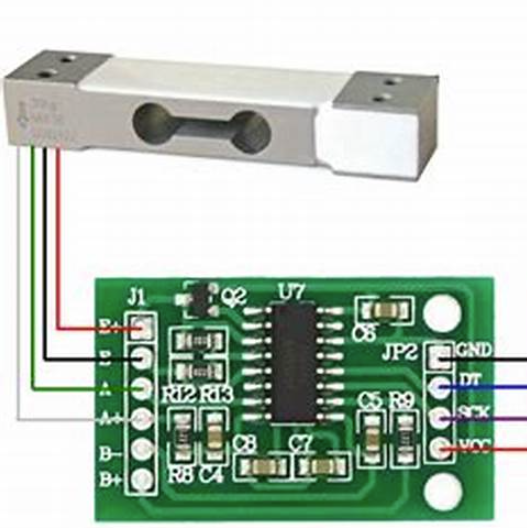 J1
Q2
U7
C6
JP2
E+
E
A
A+
B-
B+
R12 R13
R8 C4
C8 C7
C5 R9
GND
DT
SCK
VCC